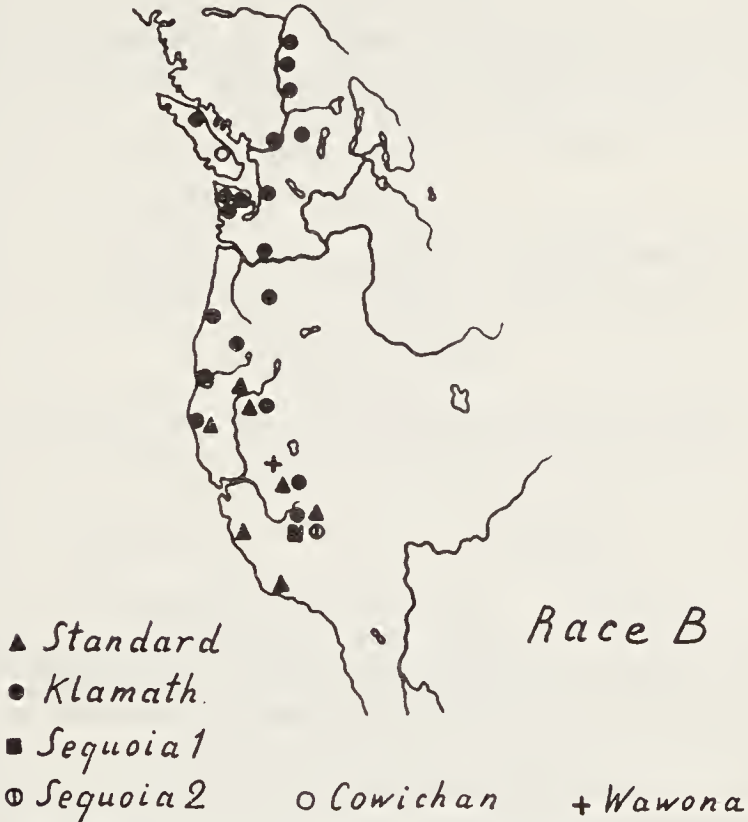 Race B
Standard
Klamath.
Sequoia 1
Sequoia 2
Cowichan
Wawona